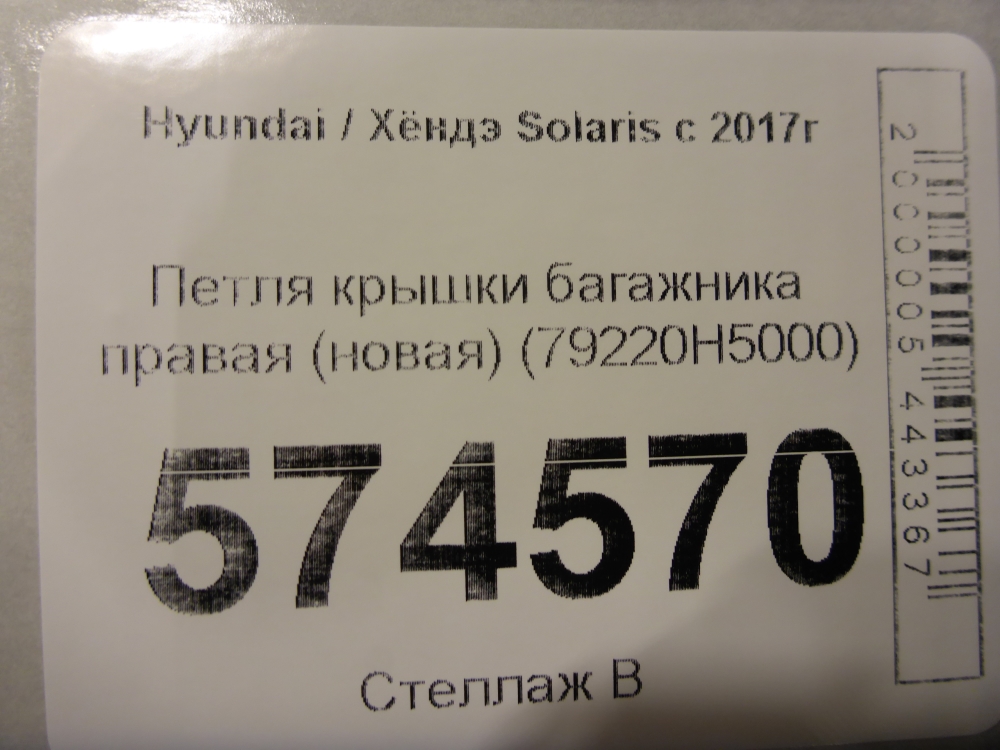 Hyundai / Хёндэ Solaris с 2017г
Петля крышки багажника
правая (новая) (79220H5000)
574570
Стеллаж В
2000005443367